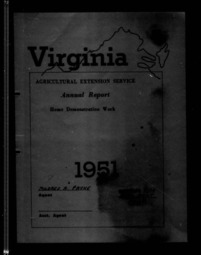 Virginia
AGRICULTURAL EXTENSION SERVICE
Annual Report
Home Demonstration Work
1951
Agent
Asst. Agent